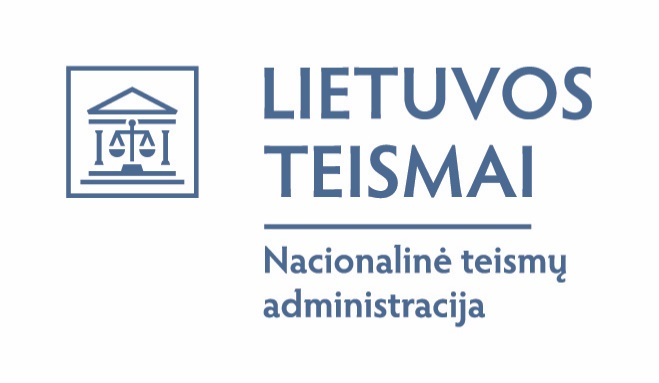 LIETUVOS
TEISMAI
Nacionalinė teismų
administracija